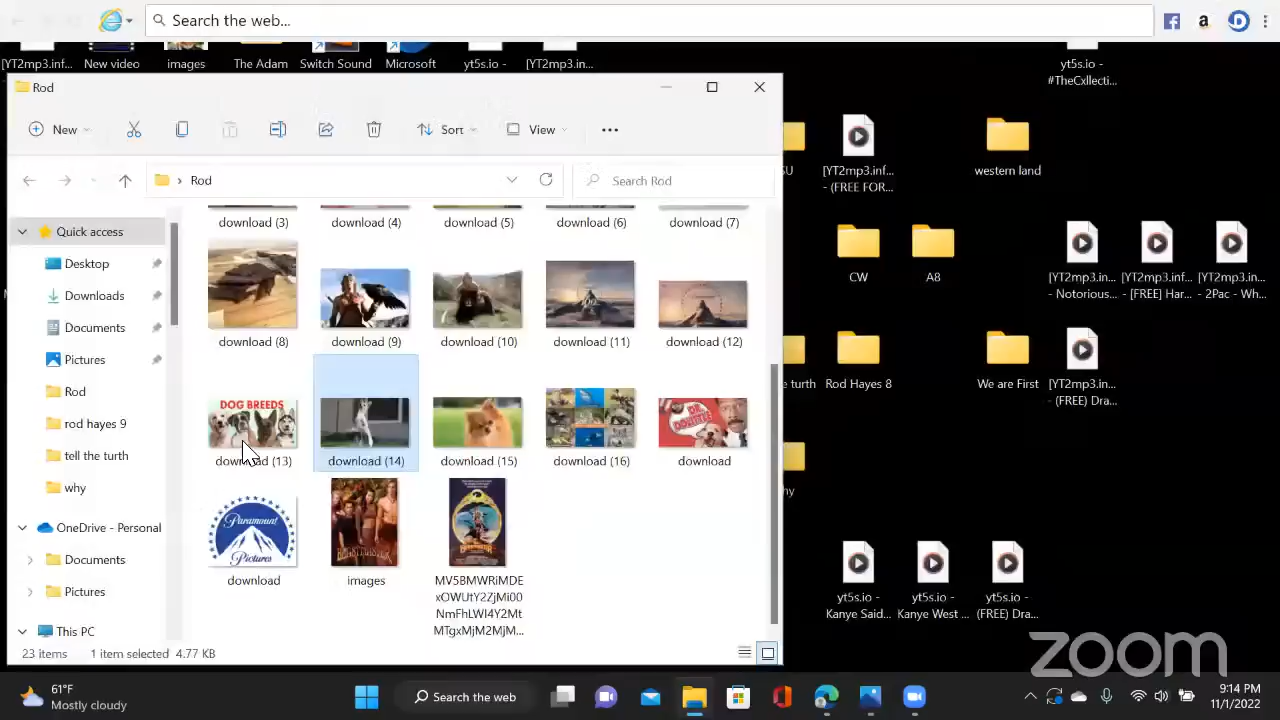 Search the web...
[YT2mp3.inf...
New video
images
The Adam
Switch Sound
Microsoft
yt5s.io -
[YT2mp3.in...
yt5s.io -
#TheCxllecti...
Rod
New
Sort
View
Rod
Search Rod
Quick access
Desktop
Downloads
Documents
Pictures
Rod
rod hayes 9
tell the turth
why
OneDrive - Personal
Documents
Pictures
This PC
download (3)
download (4)
download (5)
download (6)
download (7)
download (8)
download (9)
download (10)
download (11)
download (12)
DOG BREEDS
DR. DOLITTLE
download (13)
download (14)
download (15)
download (16)
download
Paramount
Pictures
BEASTMASTER
download
images
MV5BMWRiMDE
xOWUtY2ZjMi00
NmFhLWI4Y2Mt
MTgxMjM2MjM...
23 items
1 item selected 4.77 KB
[YT2mp3.inf...
- (FREE FOR...
western land
CW
A8
[YT2mp3.in...
- Notorious...
[YT2mp3.inf...
- [FREE] Har...
[YT2mp3.in...
- 2Pac - Wh...
e turth
Rod Hayes 8
We are First
[YT2mp3.in...
- (FREE) Dra...
hy
yt5s.io -
Kanye Said...
yt5s.io -
Kanye West ...
yt5s.io -
(FREE) Dra...
zoom
61°F
Mostly cloudy
Search the web
9:14 PM
11/1/2022